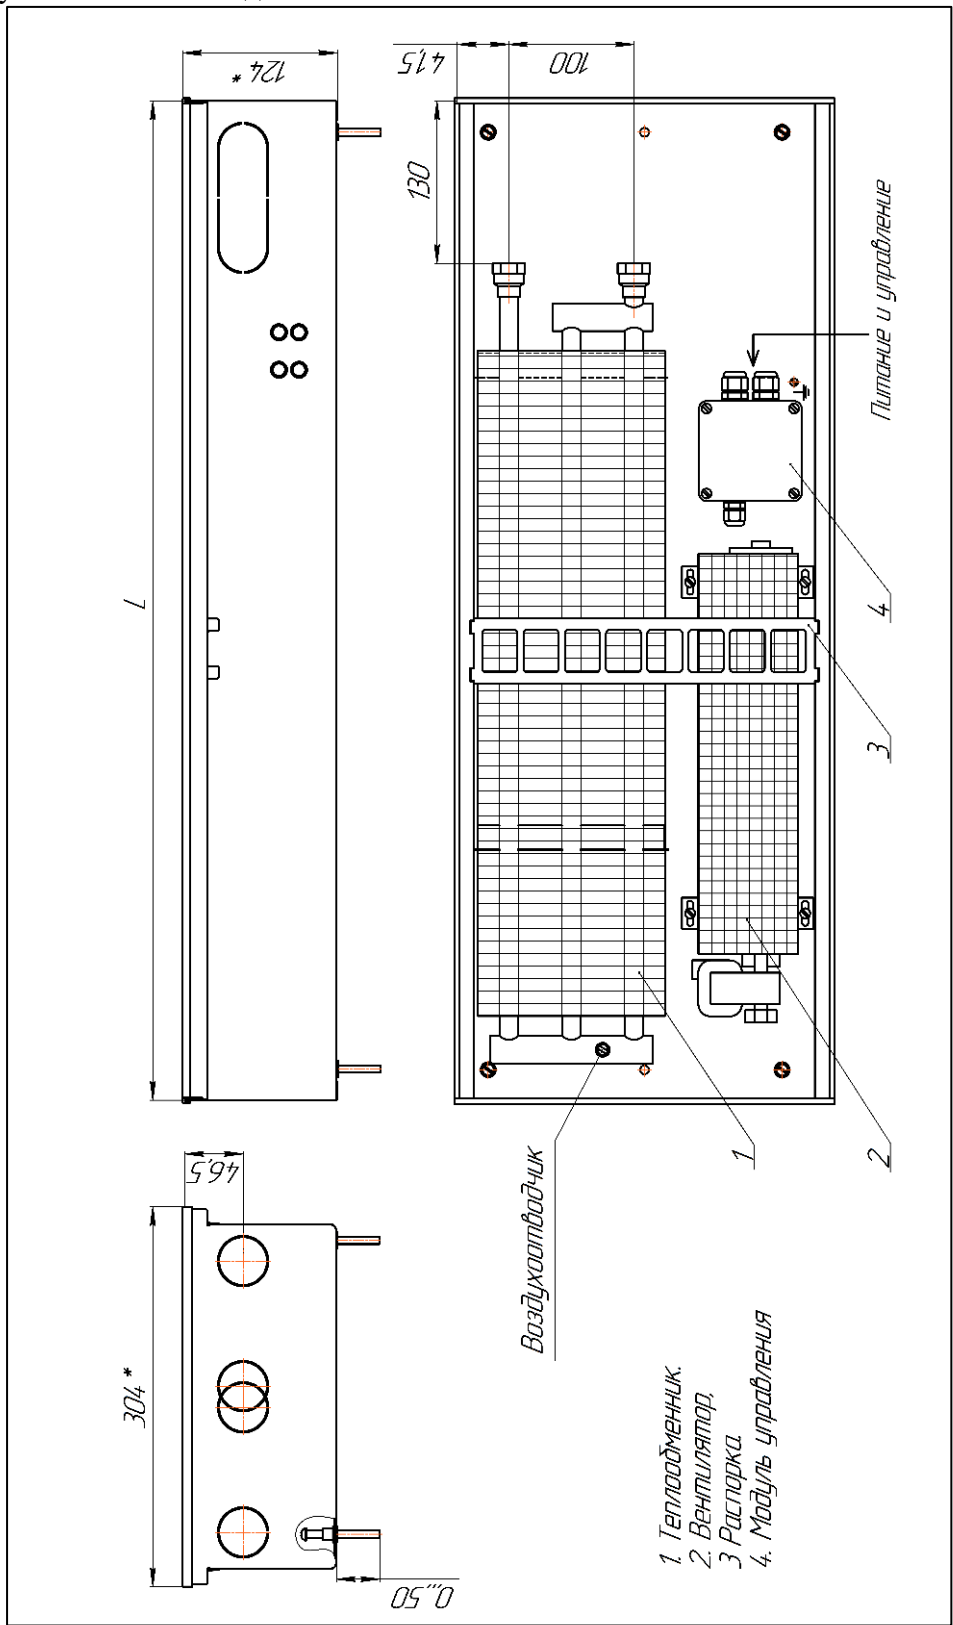 124*
41,5
100
130
L
Питание и управление
4
3
2
1
Воздухоотводчик
46,5
304*
0...50
1. Теплообменник.
2. Вентилятор,
3 Распорка.
4. Модуль управления